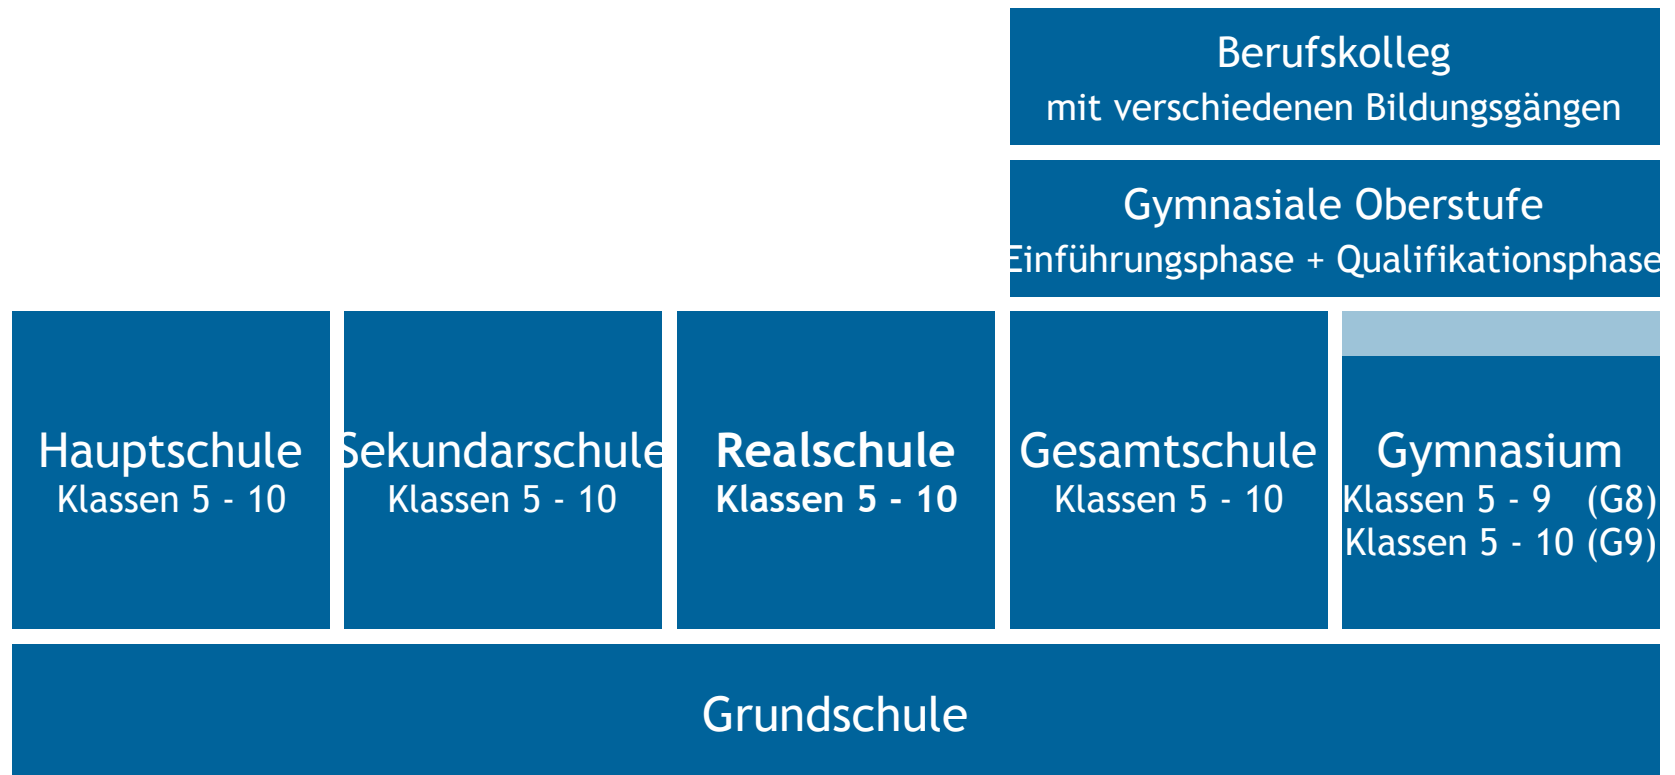 Berufskolleg
mit verschiedenen Bildungsgängen
Gymnasiale Oberstufe
Einführungsphase + Qualifikationsphase
Hauptschule
Klassen 5 - 10
Sekundarschule
Klassen 5 - 10
Realschule
Klassen 5 - 10
Gesamtschule
Klassen 5 - 10
Gymnasium
Klassen 5 - 9 (G8)
Klassen 5 - 10 (G9)
Grundschule